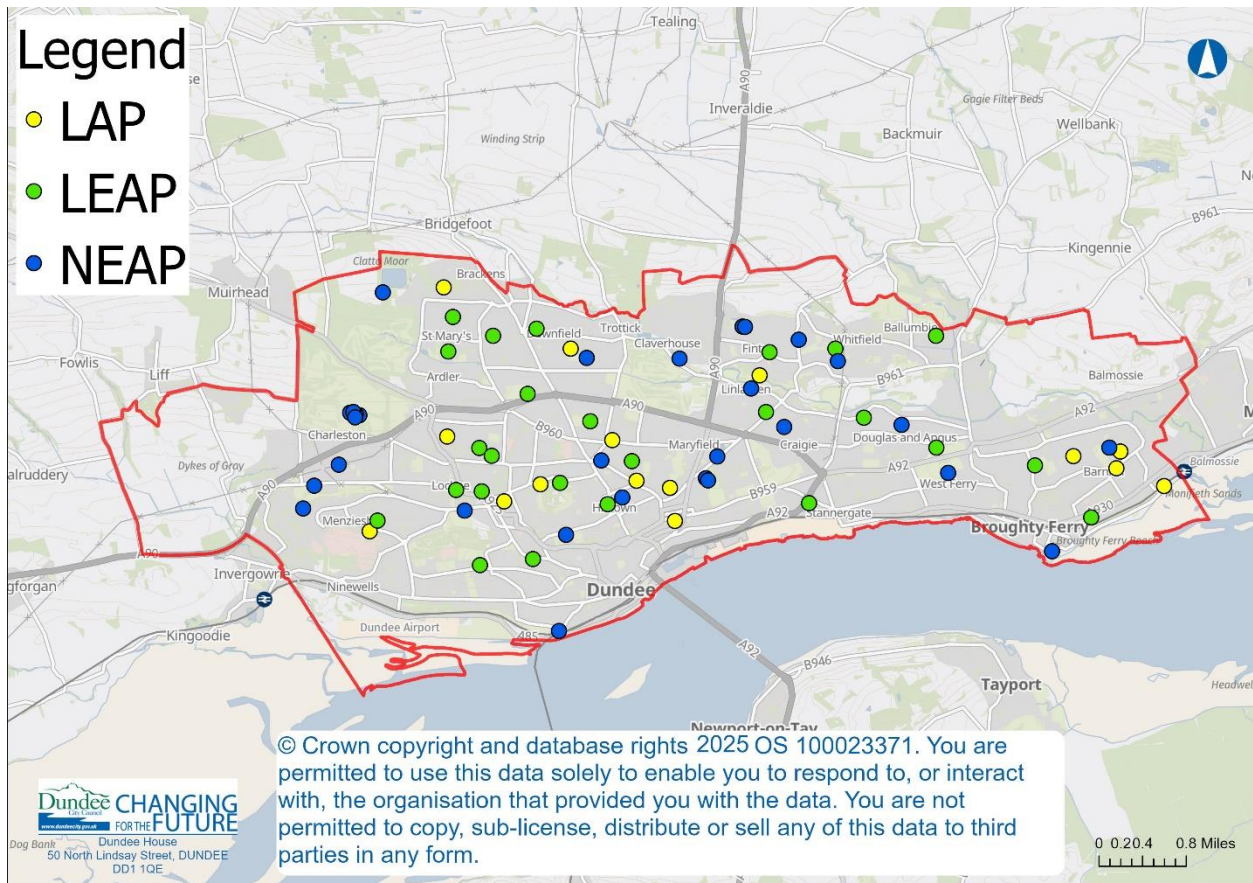 Legend
LAP
LEAP
NEAP
Tealing
Inveraldie
Gagie Filter Beds
Wellbank
Backmuir
Winding Strip
A90
B961
Bridgefoot
Kingennie
Clatto Moor
Brackens
Muirhead
Trottick
Ballumbie
St Mary's
Claverhouse
Whitfield
Fowlis
Liff
Ardler
B961
Balmossie
A90
A90
A90
A92
Charleston
B960
Maryfield
Craigie
Douglas and Angus
Dykes of Gray
A92
Balmossie
A90
West Ferry
Monifieth Sands
B959
A92
Stannergate
A930
Menzies
Broughty Ferry
Broughty Ferry Beach
A90
Invergowrie
Ninewells
Dundee
Kingoodie
Dundee Airport
A85
A92
B946
Tayport
Newport-on-Tay
© Crown copyright and database rights 2025 OS 100023371. You are
permitted to use this data solely to enable you to respond to, or interact
with, the organisation that provided you with the data. You are not
permitted to copy, sub-license, distribute or sell any of this data to third
parties in any form.
Dundee CHANGING
City Council FOR THE FUTURE
www.dundeecity.gov.uk
Dundee House
50 North Lindsay Street, DUNDEE
DD1 1QE
Dog Bank
0 0.20.4 0.8 Miles